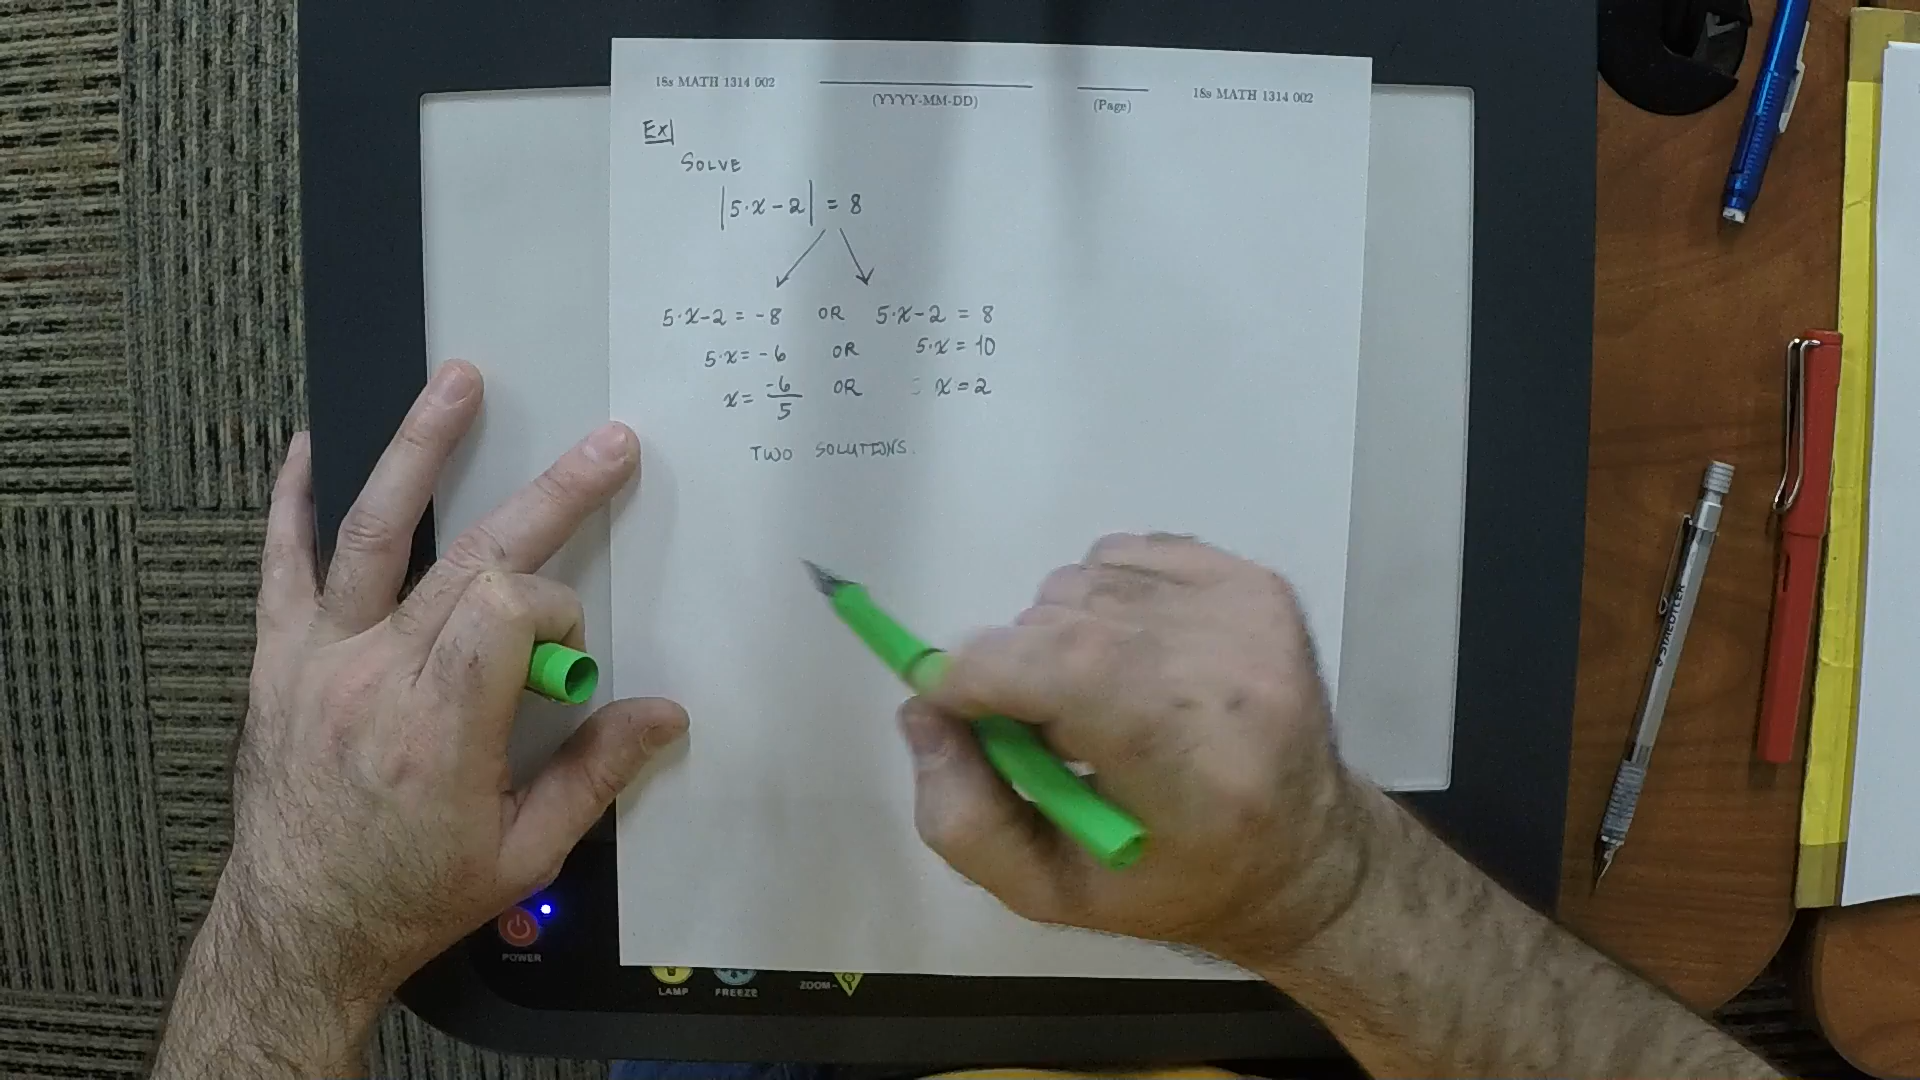 18s MATH 1314 002
(YYYY-MM-DD)
(Page)
18s MATH 1314 002
Ex
SOLVE
|5·x-2| = 8
5·x-2 = -8 OR 5·x-2 = 8
5·x = -6 OR 5·x = 10
x = -6/5 OR x = 2
TWO SOLUTIONS.
STAEDTLER
POWER
LAMP
FREEZE
ZOOM-